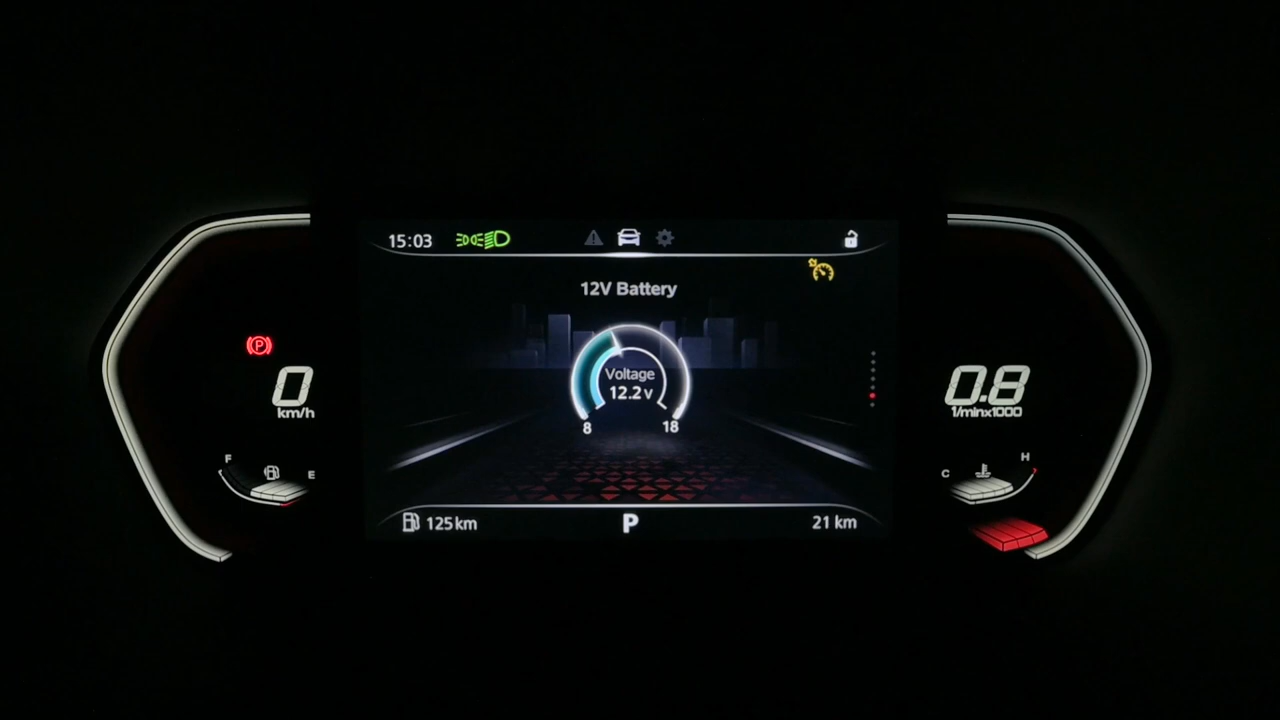 15:03
12V Battery
Voltage
12.2 v
8 18
P
0
km/h
0.8
1/minx1000
F E
C H
125 km
P
21 km